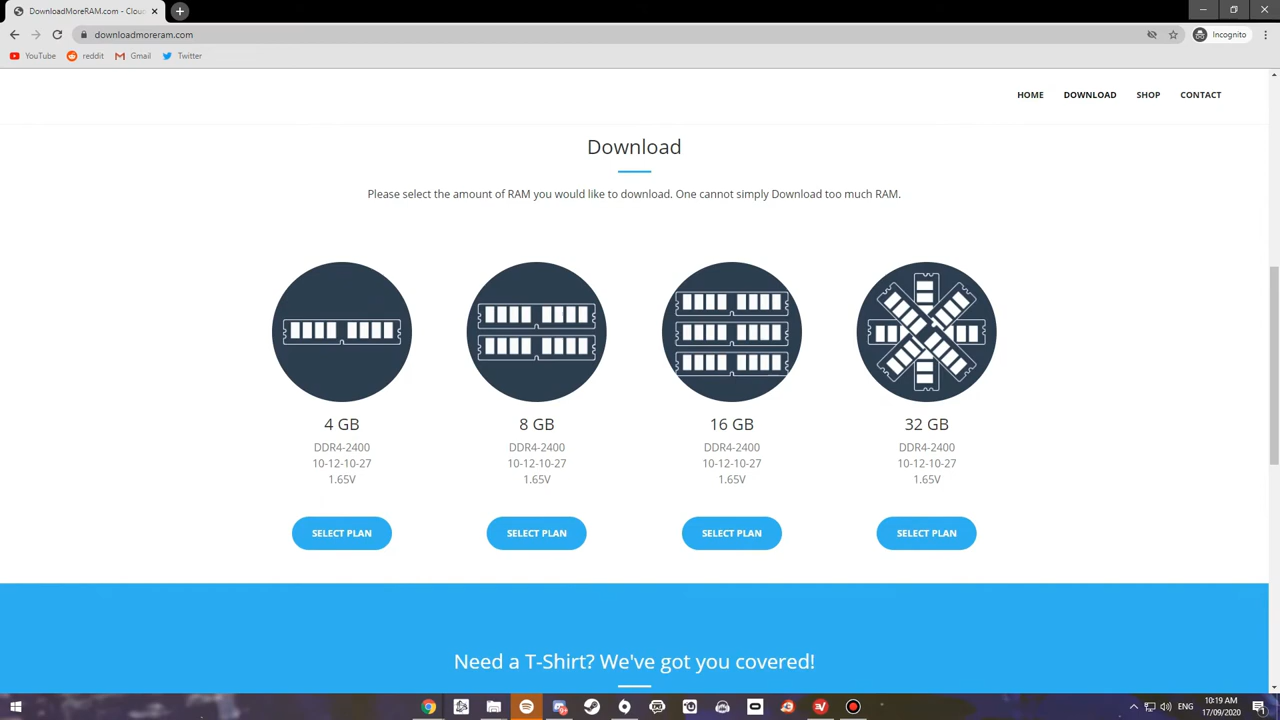 DownloadMoreRAM.com - Clou
downloadmoreram.com
Incognito
YouTube
reddit
Gmail
Twitter
HOME
DOWNLOAD
SHOP
CONTACT
Download
Please select the amount of RAM you would like to download. One cannot simply Download too much RAM.
4 GB
DDR4-2400
10-12-10-27
1.65V
SELECT PLAN
8 GB
DDR4-2400
10-12-10-27
1.65V
SELECT PLAN
16 GB
DDR4-2400
10-12-10-27
1.65V
SELECT PLAN
32 GB
DDR4-2400
10-12-10-27
1.65V
SELECT PLAN
Need a T-Shirt? We've got you covered!
ENG
10:19 AM
17/09/2020
1